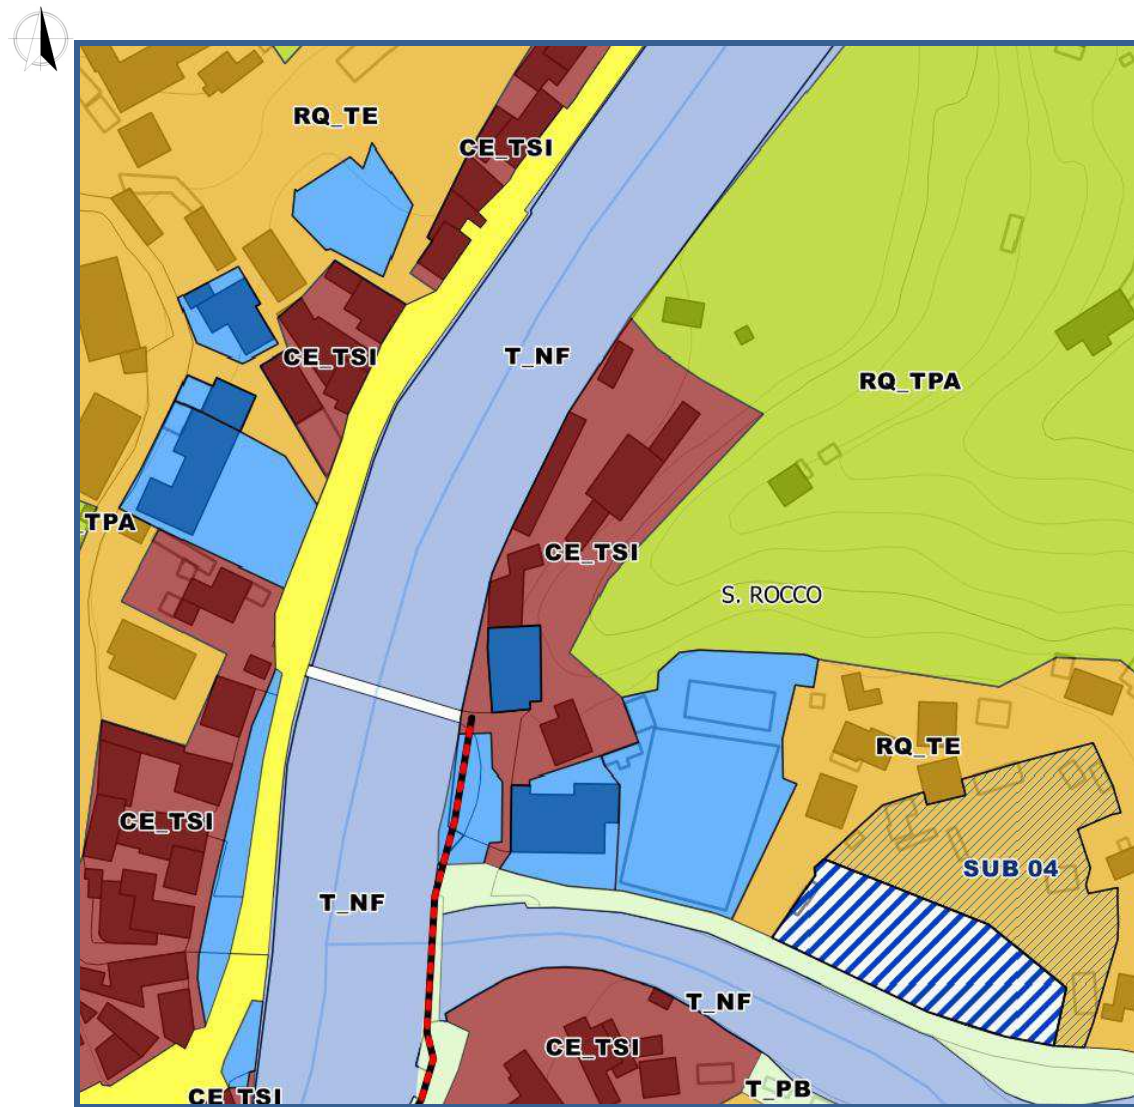 RQ_TE
CE_TSI
CE_TSI
T_NF
RQ_TPA
TPA
CE_TSI
S. ROCCO
RQ_TE
CE_TSI
SUB 04
T_NF
T_NF
CE_TSI
T_PB
CE_TSI